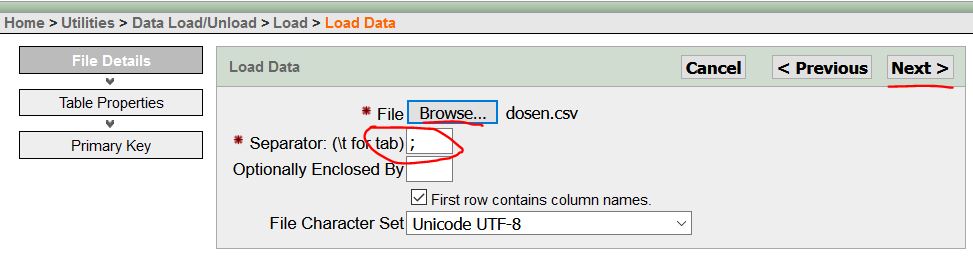 Home > Utilities > Data Load/Unload > Load > Load Data
File Details
Table Properties
Primary Key
Load Data
Cancel
< Previous
Next >
* File Browse... dosen.csv
* Separator: (\t for tab) ;
Optionally Enclosed By
First row contains column names.
File Character Set Unicode UTF-8